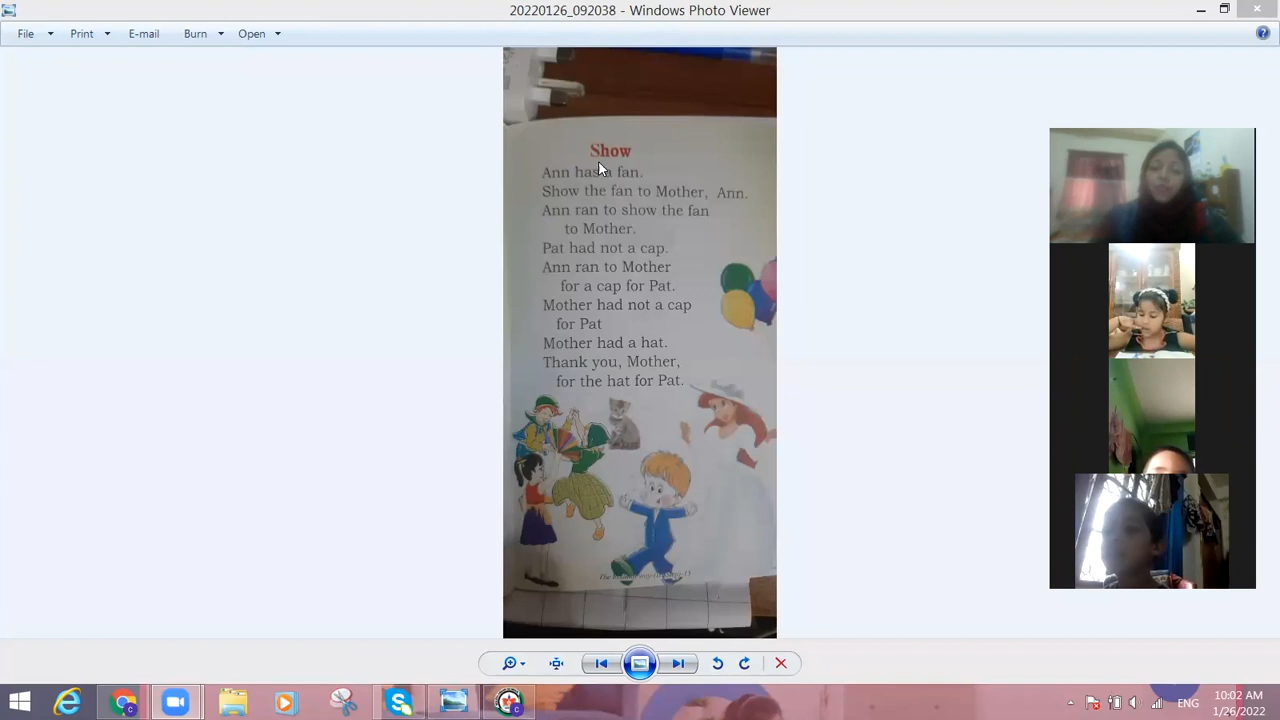 20220126_092038 - Windows Photo Viewer
File Print E-mail Burn Open
Show
Ann has a fan.
Show the fan to Mother, Ann.
Ann ran to show the fan
to Mother.
Pat had not a cap.
Ann ran to Mother
for a cap for Pat.
Mother had not a cap
for Pat
Mother had a hat.
Thank you, Mother,
for the hat for Pat.
ENG
10:02 AM
1/26/2022